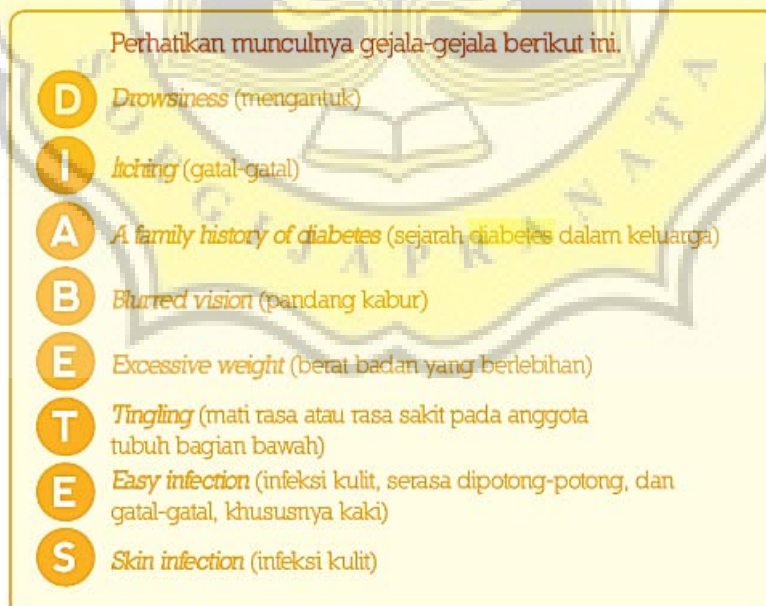 Perhatikan munculnya gejala-gejala berikut ini.
D Drowsiness (mengantuk)
I Itching (gatal-gatal)
A A family history of diabetes (sejarah diabetes dalam keluarga)
B Blurred vision (pandang kabur)
E Excessive weight (berat badan yang berlebihan)
T Tingling (mati rasa atau rasa sakit pada anggota
tubuh bagian bawah)
E Easy infection (infeksi kulit, serasa dipotong-potong, dan
gatal-gatal, khususnya kaki)
S Skin infection (infeksi kulit)
SOEGIJAPRANATA